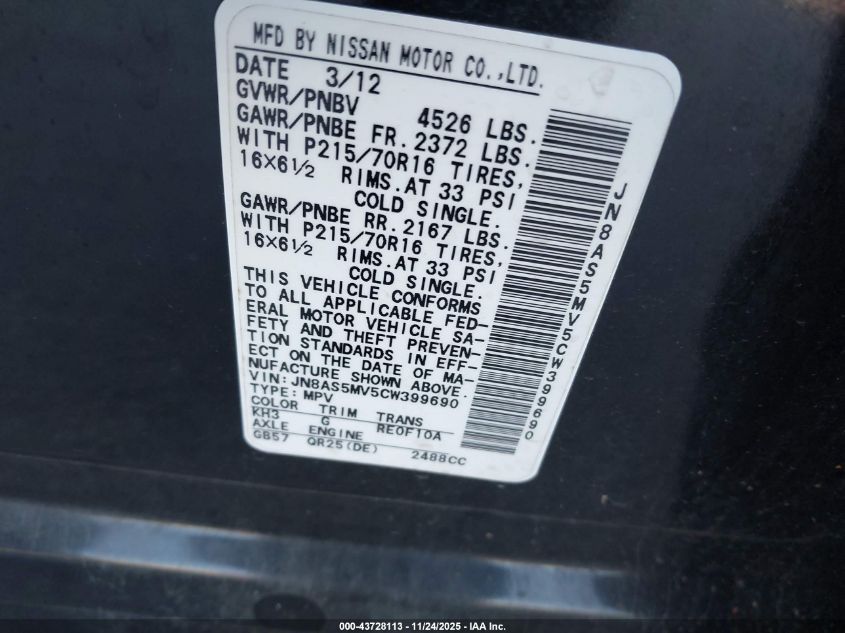 MFD BY NISSAN MOTOR CO.,LTD.
DATE 3/12
GVWR/PNBV 4526 LBS.
GAWR/PNBE FR. 2372 LBS.
WITH P215/70R16 TIRES,
16×6½ RIMS.AT 33 PSI
COLD SINGLE.
GAWR/PNBE RR. 2167 LBS.
WITH P215/70R16 TIRES,
16×6½ RIMS.AT 33 PSI
COLD SINGLE.
THIS VEHICLE CONFORMS
TO ALL APPLICABLE FED-
ERAL MOTOR VEHICLE SA-
FETY AND THEFT PREVEN-
TION STANDARDS IN EFF-
ECT ON THE DATE OF MA-
NUFACTURE SHOWN ABOVE.
VIN: JN8AS5MV5CW399690
TYPE: MPV
COLOR TRIM TRANS
KH3 G RE0F10A
AXLE ENGINE
GB57 QR25(DE) 2488CC
JN8AS5MV5CW399690
000-43728113 - 11/24/2025 - IAA Inc.